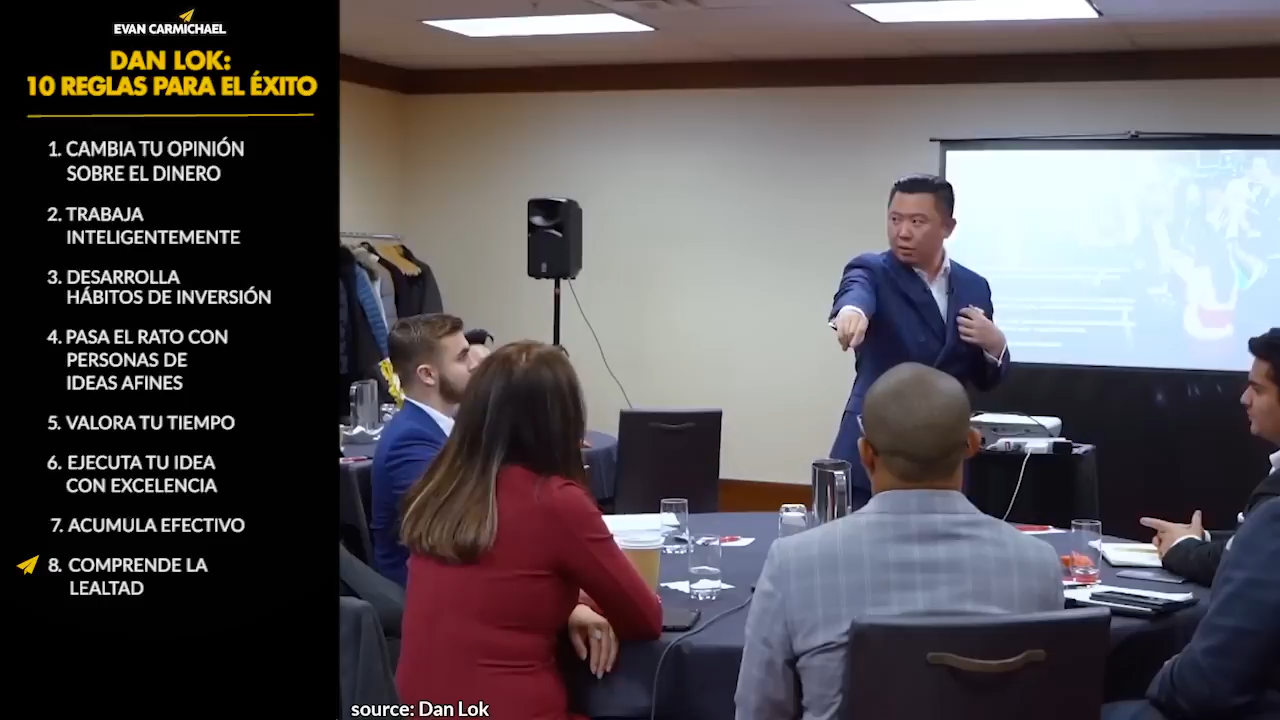 EVAN CARMICHAEL
DAN LOK:
10 REGLAS PARA EL ÉXITO
1. CAMBIA TU OPINIÓN
SOBRE EL DINERO
2. TRABAJA
INTELIGENTEMENTE
3. DESARROLLA
HÁBITOS DE INVERSIÓN
4. PASA EL RATO CON
PERSONAS DE
IDEAS AFINES
5. VALORA TU TIEMPO
6. EJECUTA TU IDEA
CON EXCELENCIA
7. ACUMULA EFECTIVO
8. COMPRENDE LA
LEALTAD
source: Dan Lok